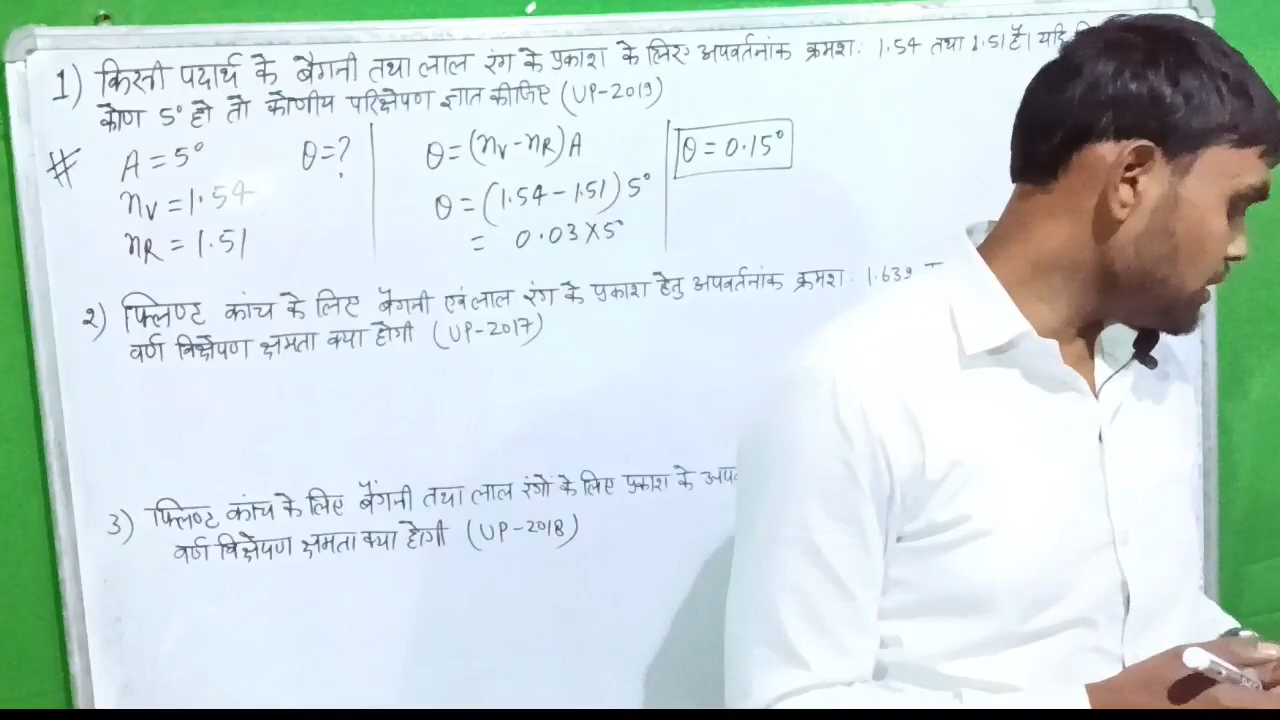 1) किसी पदार्थ के बैगनी तथा लाल रंग के प्रकाश के लिए अपवर्तनांक क्रमश: 1.54 तथा 1.51 है। यदि
कोण 5° हो तो कोणीय परिक्षेपण ज्ञात कीजिए (UP-2019)
# A = 5° θ=?
nv = 1.54
nR = 1.51
θ = (nv - nR) A
θ = (1.54 - 1.51) 5°
= 0.03 × 5°
θ = 0.15°
२) फ्लिण्ट कांच के लिए बैगनी एवं लाल रंग के प्रकाश हेतु अपवर्तनांक क्रमश: 1.639
वर्ण विक्षेपण क्षमता क्या होगी (UP-2017)
3) फ्लिण्ट कांच के लिए बैंगनी तथा लाल रंगो के लिए प्रकाश के
वर्ण विक्षेपण क्षमता क्या होगी (UP-2018)